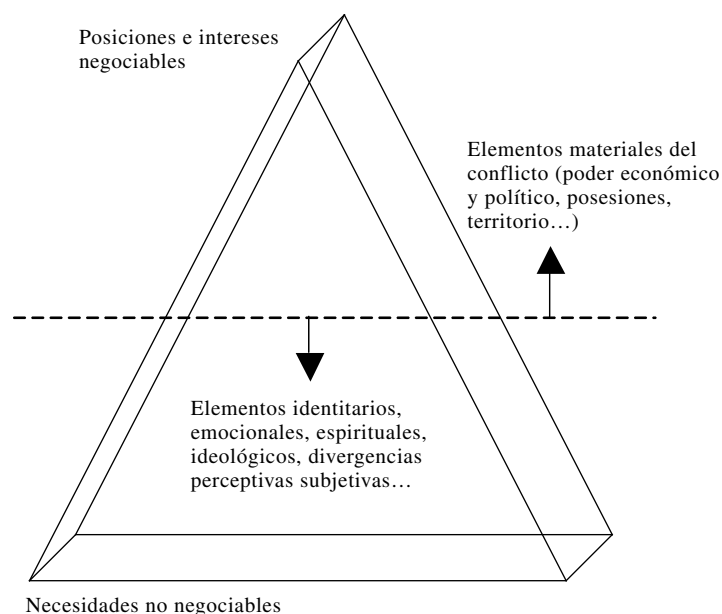 Posiciones e intereses
negociables
Elementos materiales del
conflicto (poder económico
y político, posesiones,
territorio…)
Elementos identitarios,
emocionales, espirituales,
ideológicos, divergencias
perceptivas subjetivas…
Necesidades no negociables